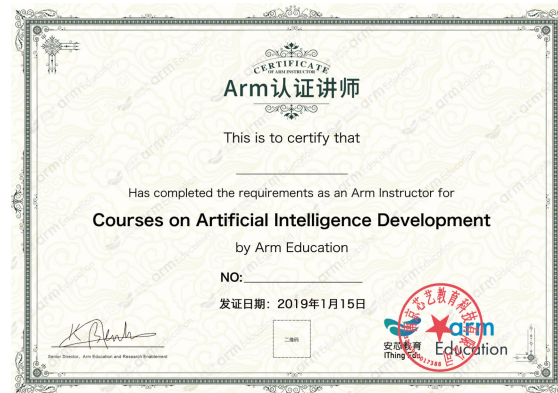 CERTIFICATE
OF ARM INSTRUCTOR
Arm认证讲师
This is to certify that
Has completed the requirements as an Arm Instructor for
Courses on Artificial Intelligence Development
by Arm Education
NO:
发证日期：2019年1月15日
二维码
Senior Director, Arm Education and Research Enablement
安芯教育
iThing Edu
arm
Education